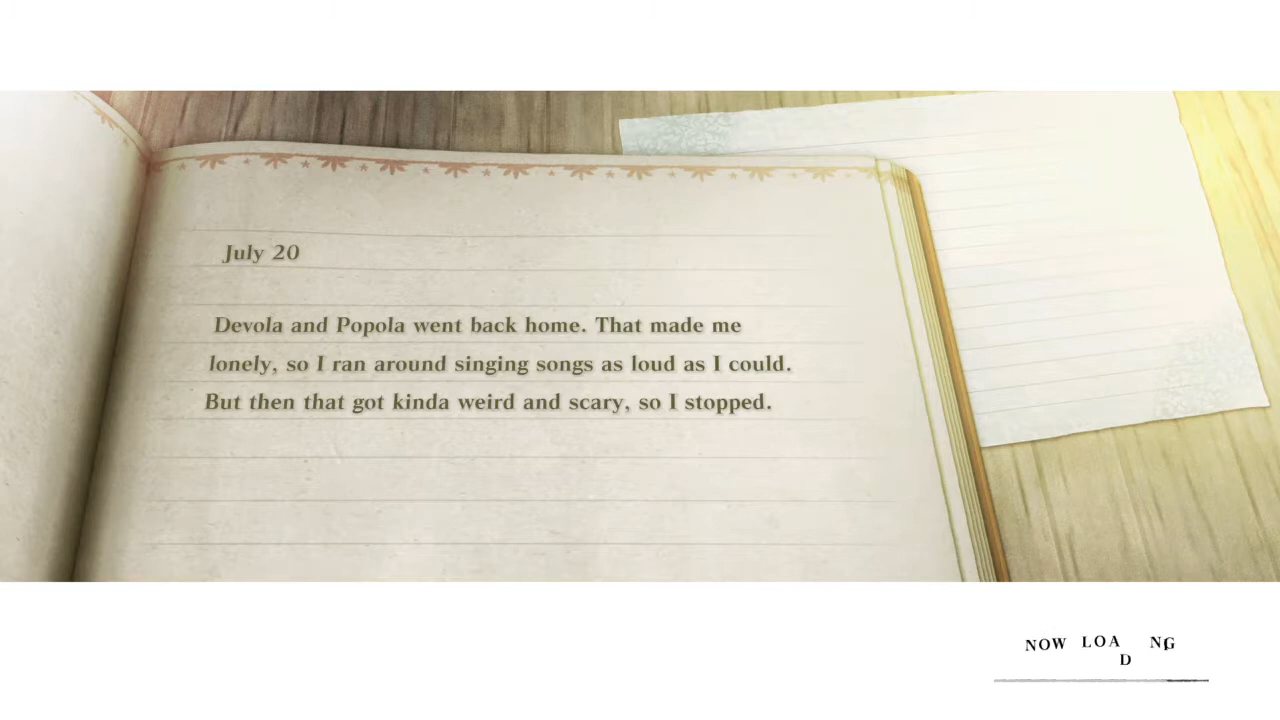 July 20
Devola and Popola went back home. That made me
lonely, so I ran around singing songs as loud as I could.
But then that got kinda weird and scary, so I stopped.
NOW LOADNG